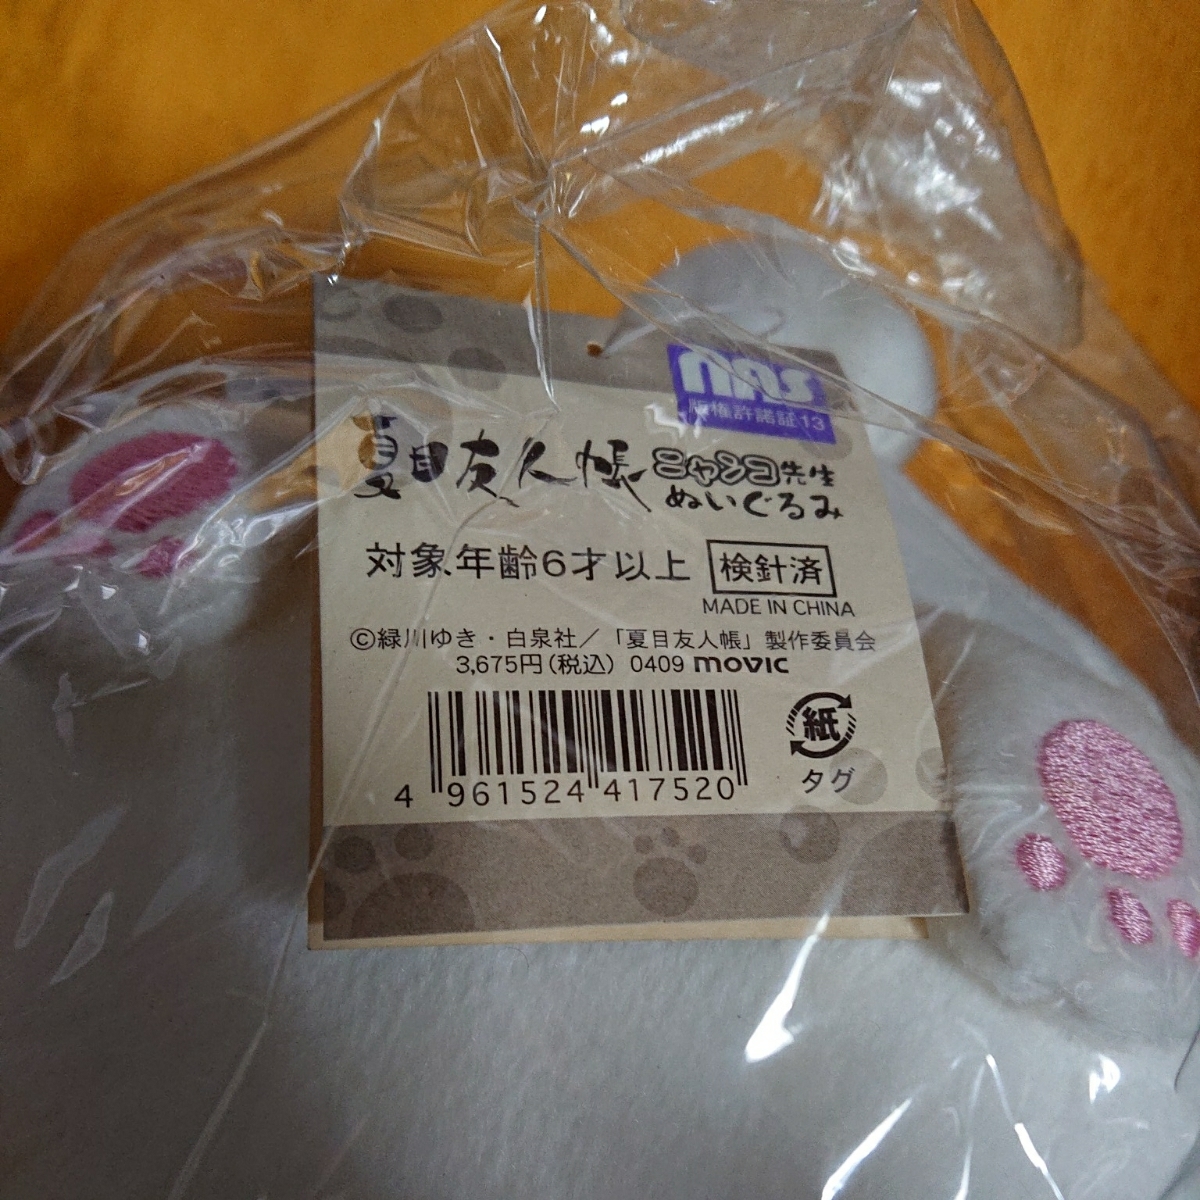 NAS
版権許諾証13
夏目友人帳 ニャンコ先生
ぬいぐるみ
対象年齢6才以上 検針済
MADE IN CHINA
©緑川ゆき・白泉社／「夏目友人帳」製作委員会
3,675円(税込) 0409 movic
紙
タグ
4 961524 417520